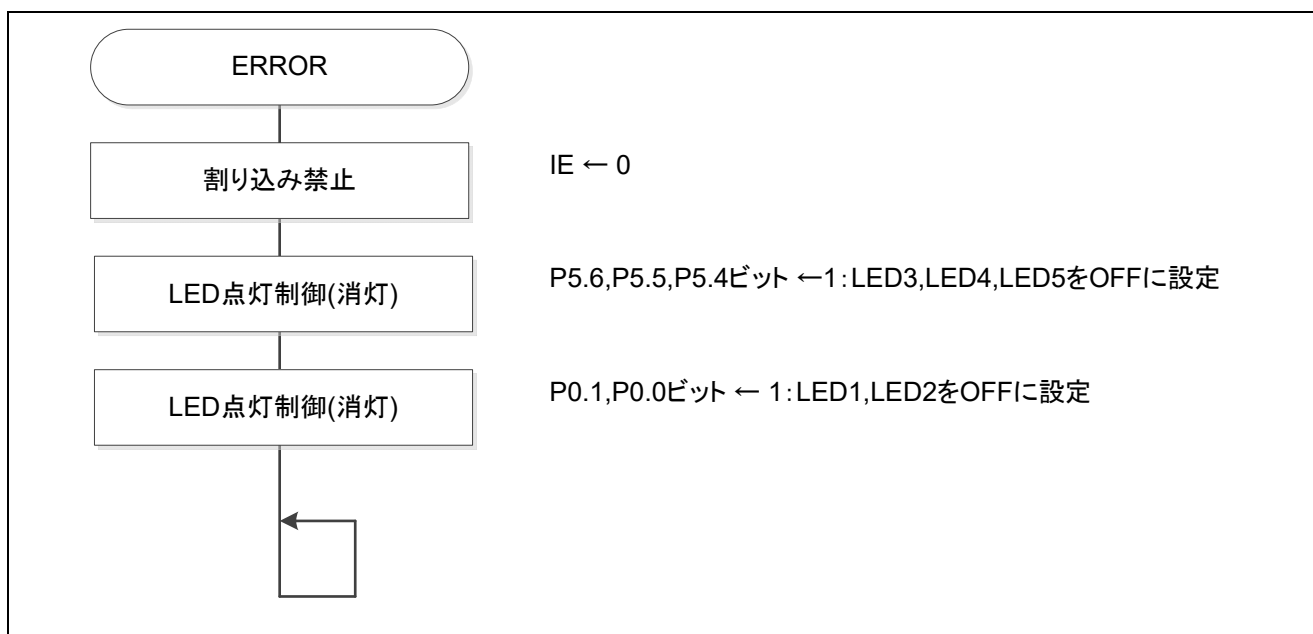 ERROR
割り込み禁止
IE ← 0
LED点灯制御(消灯)
P5.6,P5.5,P5.4ビット ←1:LED3,LED4,LED5をOFFに設定
LED点灯制御(消灯)
P0.1,P0.0ビット ← 1:LED1,LED2をOFFに設定